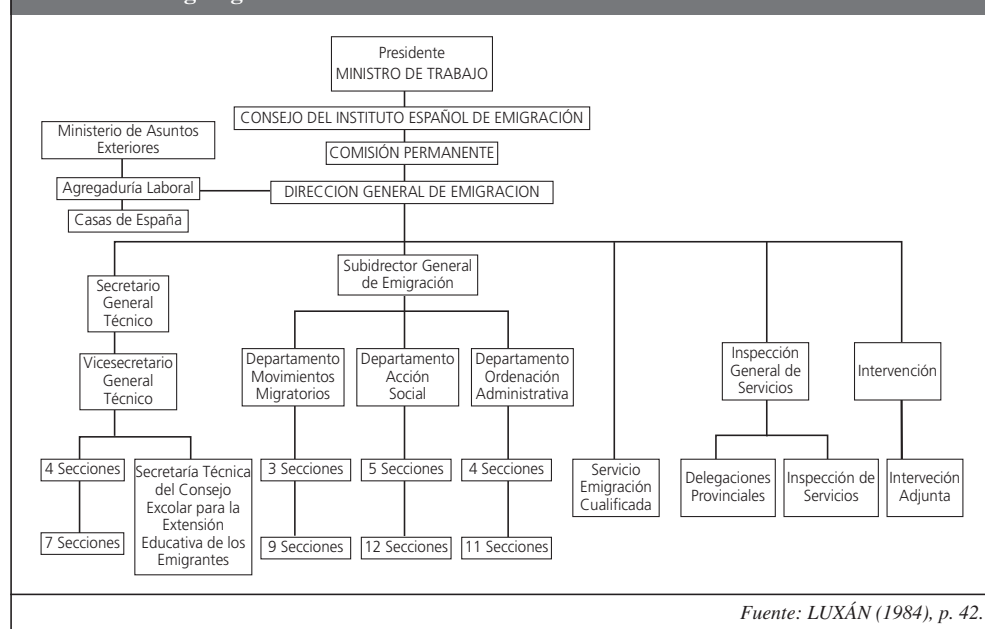 Presidente
MINISTRO DE TRABAJO
CONSEJO DEL INSTITUTO ESPAÑOL DE EMIGRACIÓN
Ministerio de Asuntos
Exteriores
COMISIÓN PERMANENTE
Agregaduría Laboral
DIRECCION GENERAL DE EMIGRACION
Casas de España
Secretario
General
Técnico
Subidrector General
de Emigración
Vicesecretario
General
Técnico
Departamento
Movimientos
Migratorios
Departamento
Acción
Social
Departamento
Ordenación
Administrativa
Inspección
General de
Servicios
Intervención
4 Secciones
Secretaría Técnica
del Consejo
Excolar para la
Extensión
Educativa de los
Emigrantes
3 Secciones
5 Secciones
4 Secciones
Servicio
Emigración
Cualificada
Delegaciones
Provinciales
Inspección de
Servicios
Interveción
Adjunta
7 Secciones
9 Secciones
12 Secciones
11 Secciones
Fuente: LUXÁN (1984), p. 42.